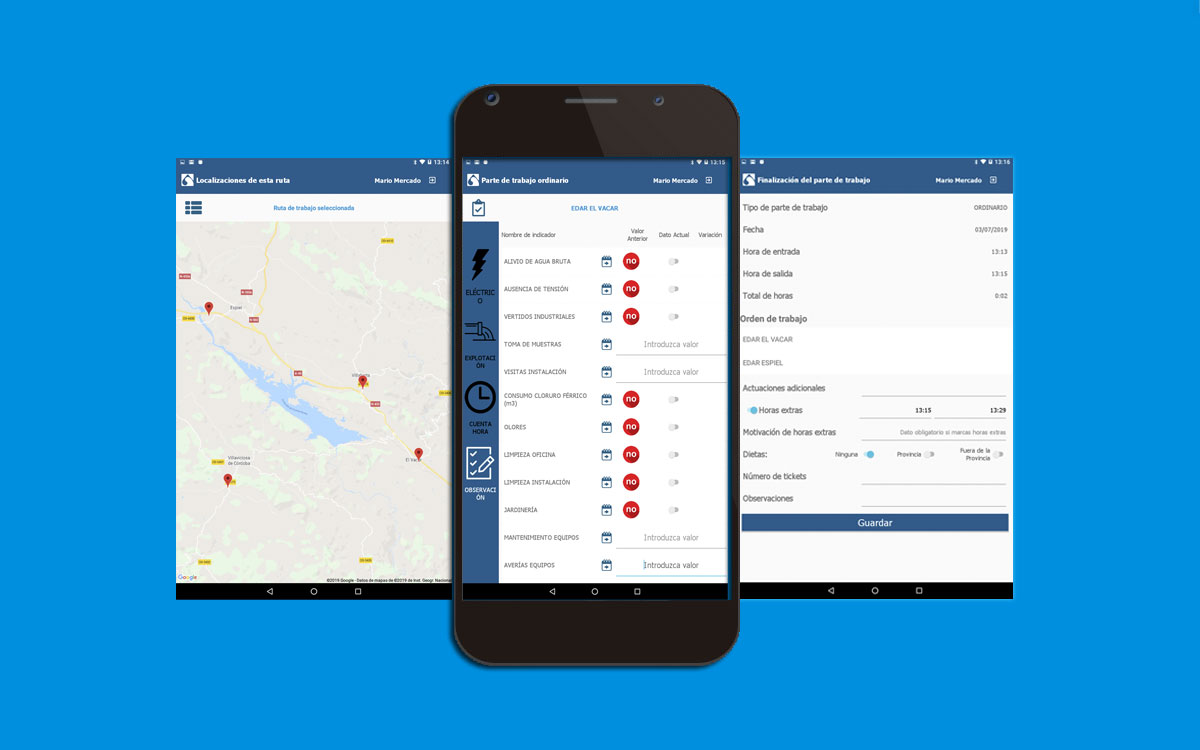 13:14
Localizaciones de esta ruta
Mario Mercado
Ruta de trabajo seleccionada
Espiel
Villaharta
El Vacar
Villaviciosa
de Córdoba
Google
©2019 Google - Datos de mapas de ©2019 de Inst. Geogr. Nacional
13:15
Parte de trabajo ordinario
Mario Mercado
EDAR EL VACAR
ELÉCTRIC
O
EXPLOTACI
ÓN
CUENTA
HORA
OBSERVACI
ÓN
Nombre de Indicador
Valor
Anterior
Dato Actual
Variación
ALIVIO DE AGUA BRUTA
no
AUSENCIA DE TENSIÓN
no
VERTIDOS INDUSTRIALES
no
TOMA DE MUESTRAS
Introduzca valor
VISITAS INSTALACIÓN
Introduzca valor
CONSUMO CLORURO FÉRRICO
(m3)
no
OLORES
no
LIMPIEZA OFICINA
no
LIMPIEZA INSTALACIÓN
no
JARDINERÍA
no
MANTENIMIENTO EQUIPOS
Introduzca valor
AVERÍAS EQUIPOS
Introduzca valor
13:16
Finalización del parte de trabajo
Mario Mercado
Tipo de parte de trabajo
ORDINARIO
Fecha
03/07/2019
Hora de entrada
13:13
Hora de salida
13:15
Total de horas
0:02
Orden de trabajo
EDAR EL VACAR
EDAR ESPIEL
Actuaciones adicionales
Horas extras
13:15
13:29
Motivación de horas extras
Dato obligatorio si marcas horas extras
Dietas:
Ninguna
Provincia
Fuera de la
Provincia
Número de tickets
Observaciones
Guardar